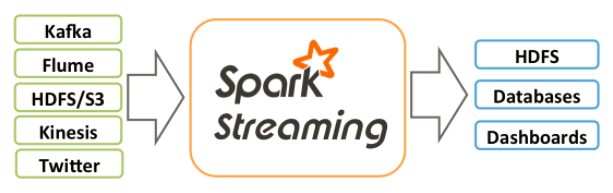 Kafka
Flume
HDFS/S3
Kinesis
Twitter
Spark
Streaming
HDFS
Databases
Dashboards